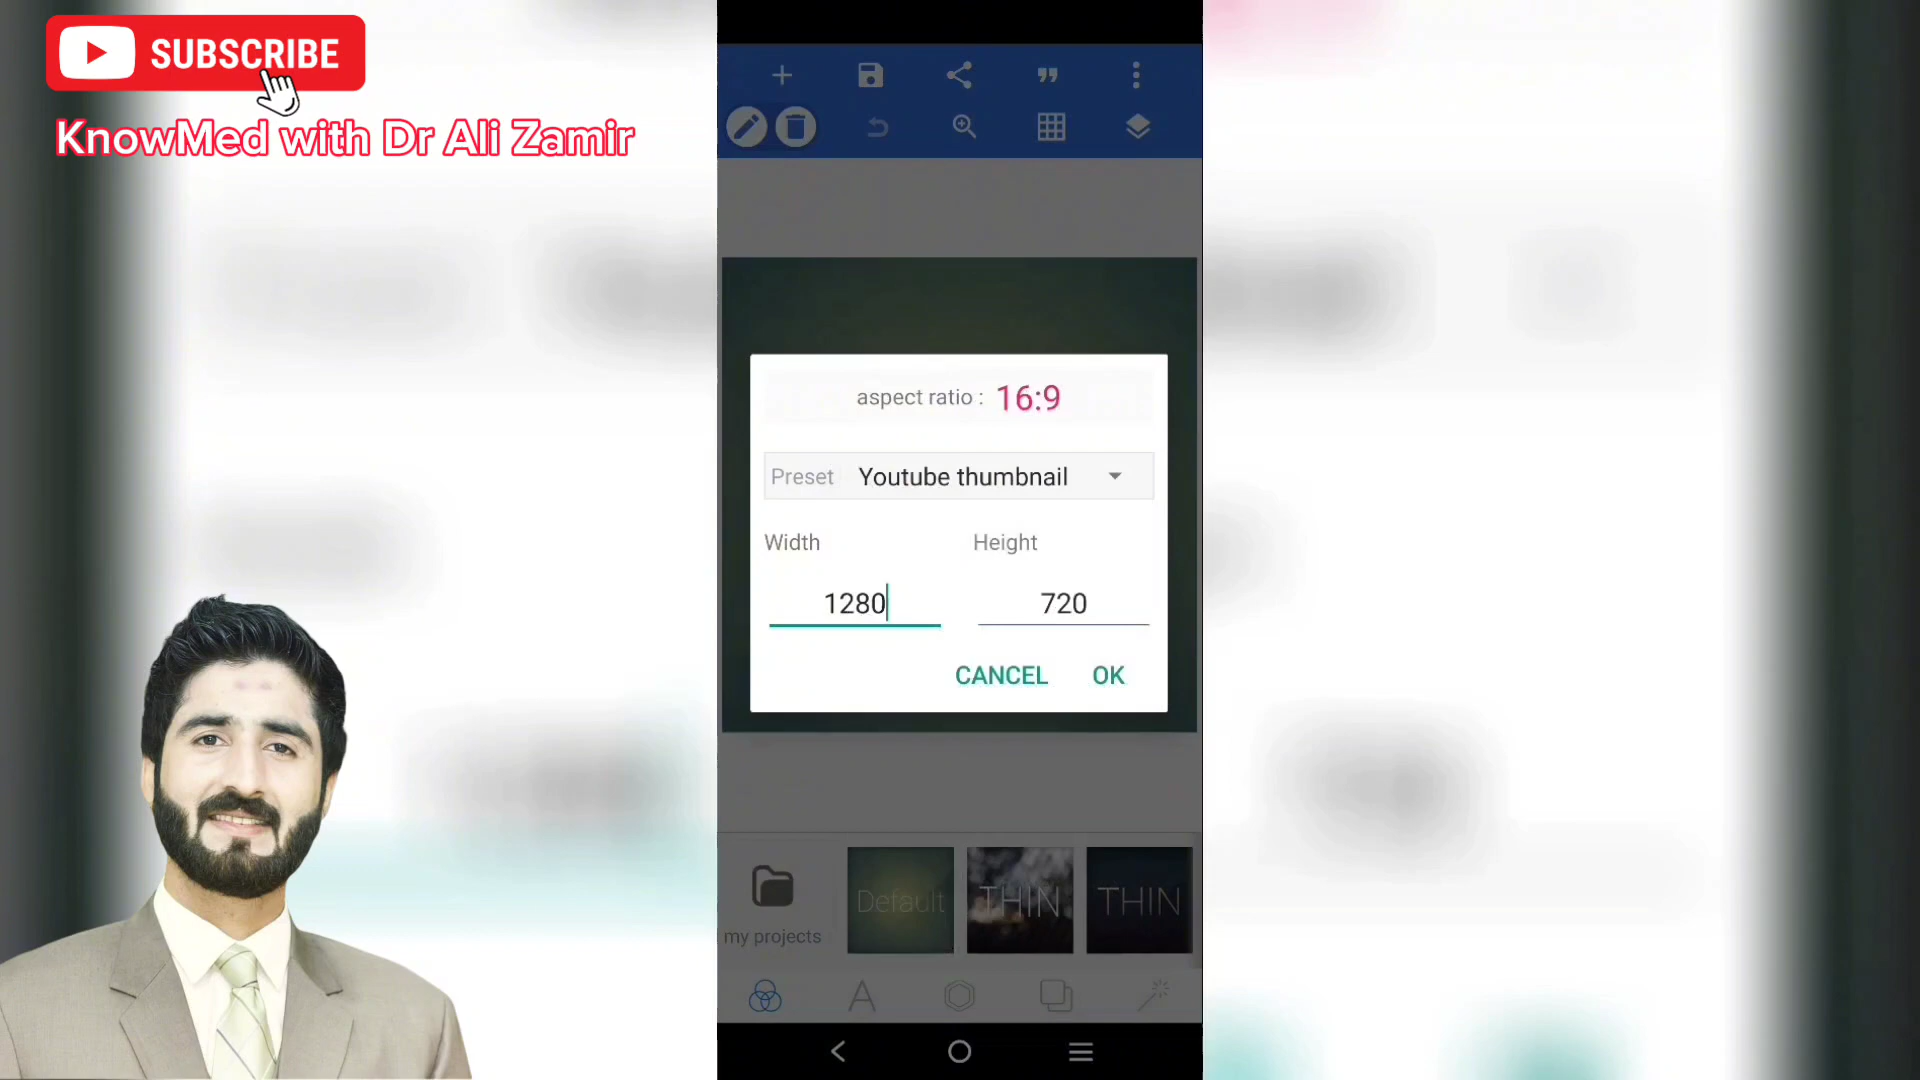 SUBSCRIBE
KnowMed with Dr Ali Zamir
aspect ratio : 16:9
Preset Youtube thumbnail
Width Height
1280 720
CANCEL OK
Default THIN THIN
my projects